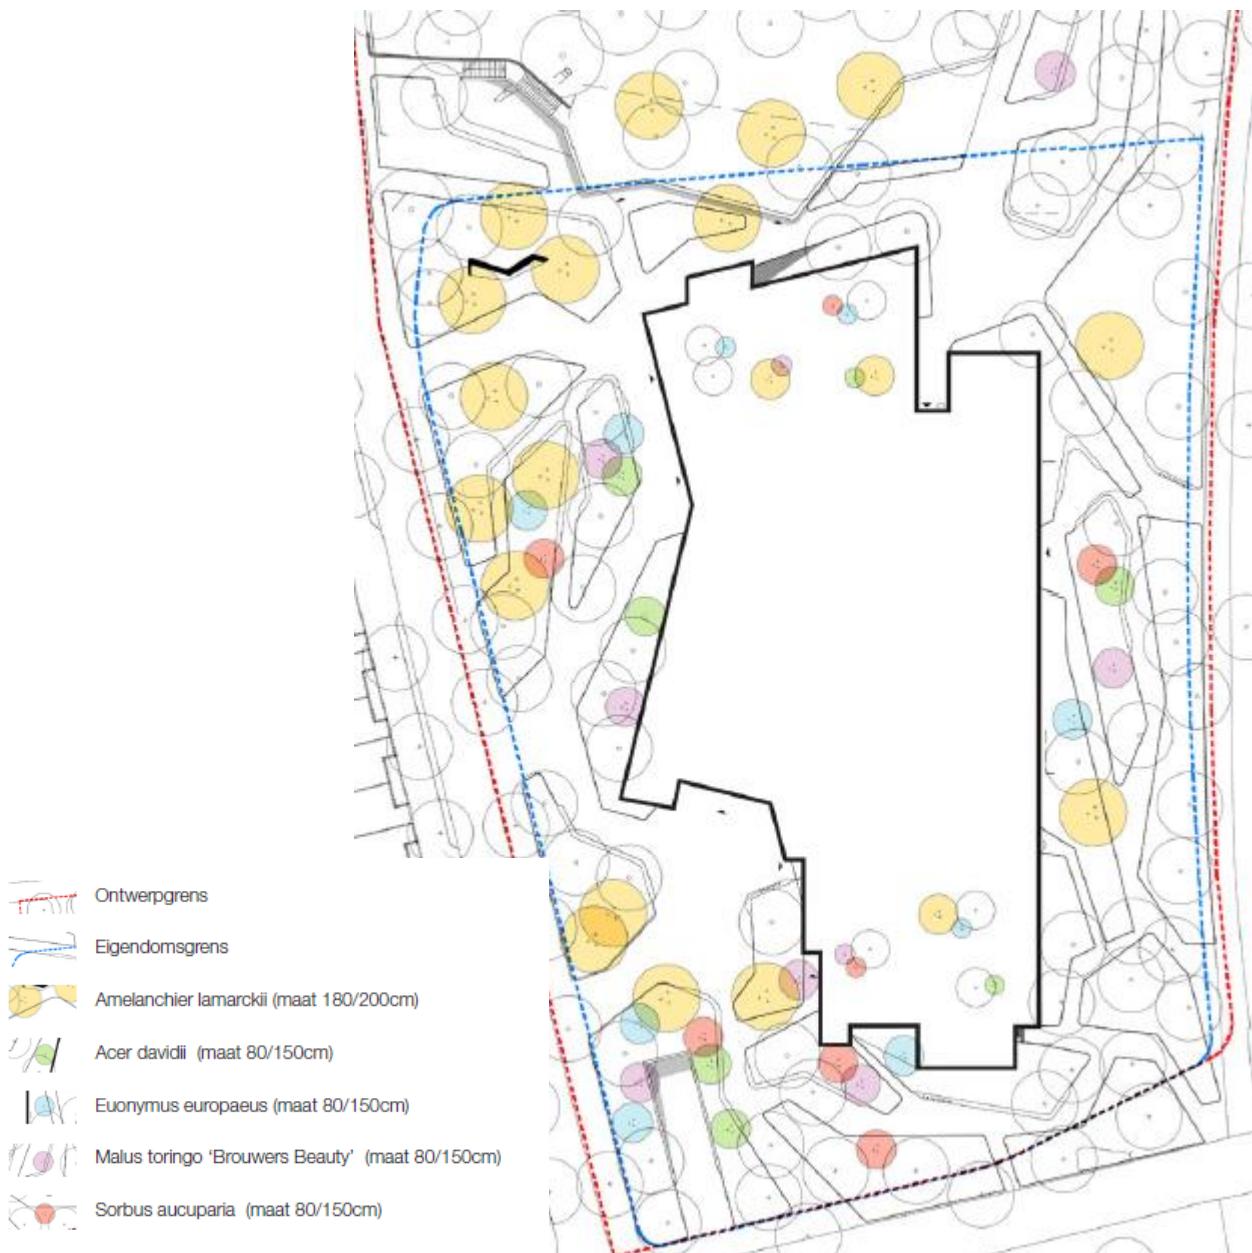 Ontwerpgrens
Eigendomsgrens
Amelanchier lamarckii (maat 180/200cm)
Acer davidii (maat 80/150cm)
Euonymus europaeus (maat 80/150cm)
Malus toringo ‘Brouwers Beauty’ (maat 80/150cm)
Sorbus aucuparia (maat 80/150cm)